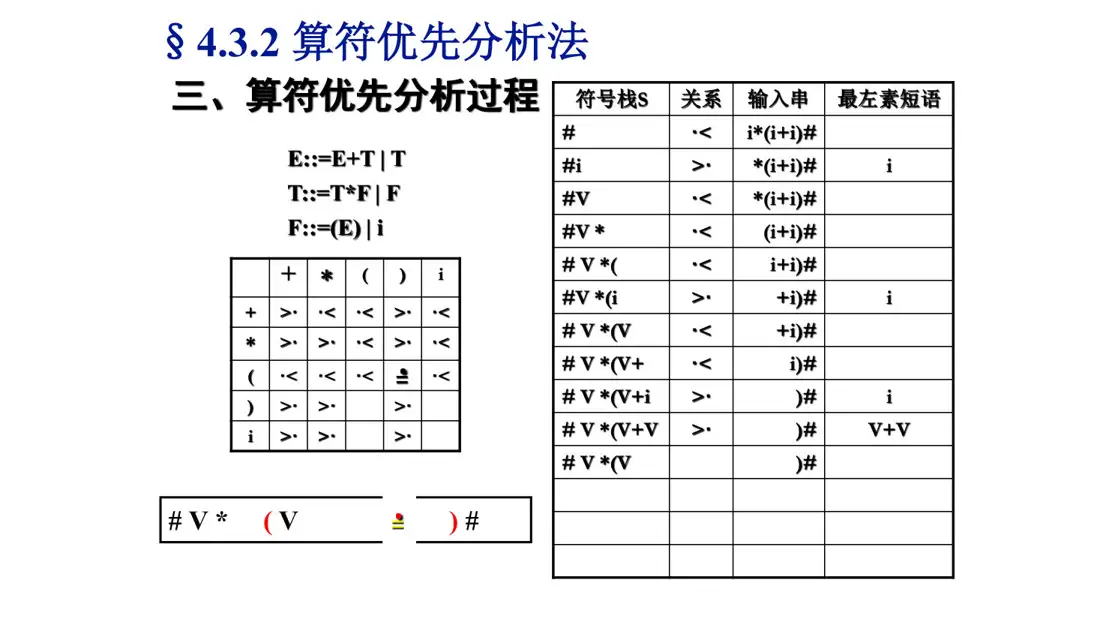 § 4.3.2 算符优先分析法
三、算符优先分析过程
E::=E+T | T
T::=T*F | F
F::=(E) | i
+ * ( ) i
+ >· ·< ·< >· ·<
* >· >· ·< >· ·<
( ·< ·< ·< ≐ ·<
) >· >· >·
i >· >· >·
# V * ( V ≐ ) #
符号栈S 关系 输入串 最左素短语
# ·< i*(i+i)#
#i >· *(i+i)# i
#V ·< *(i+i)#
#V * ·< (i+i)#
# V *( ·< i+i)#
#V *(i >· +i)# i
# V *(V ·< +i)#
# V *(V+ ·< i)#
# V *(V+i >· )# i
# V *(V+V >· )# V+V
# V *(V )#